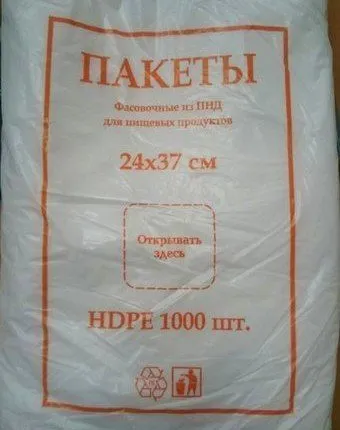 ПАКЕТЫ
Фасовочные из ПНД
для пищевых продуктов
24х37 см
Открывать
здесь
HDPE 1000 шт.